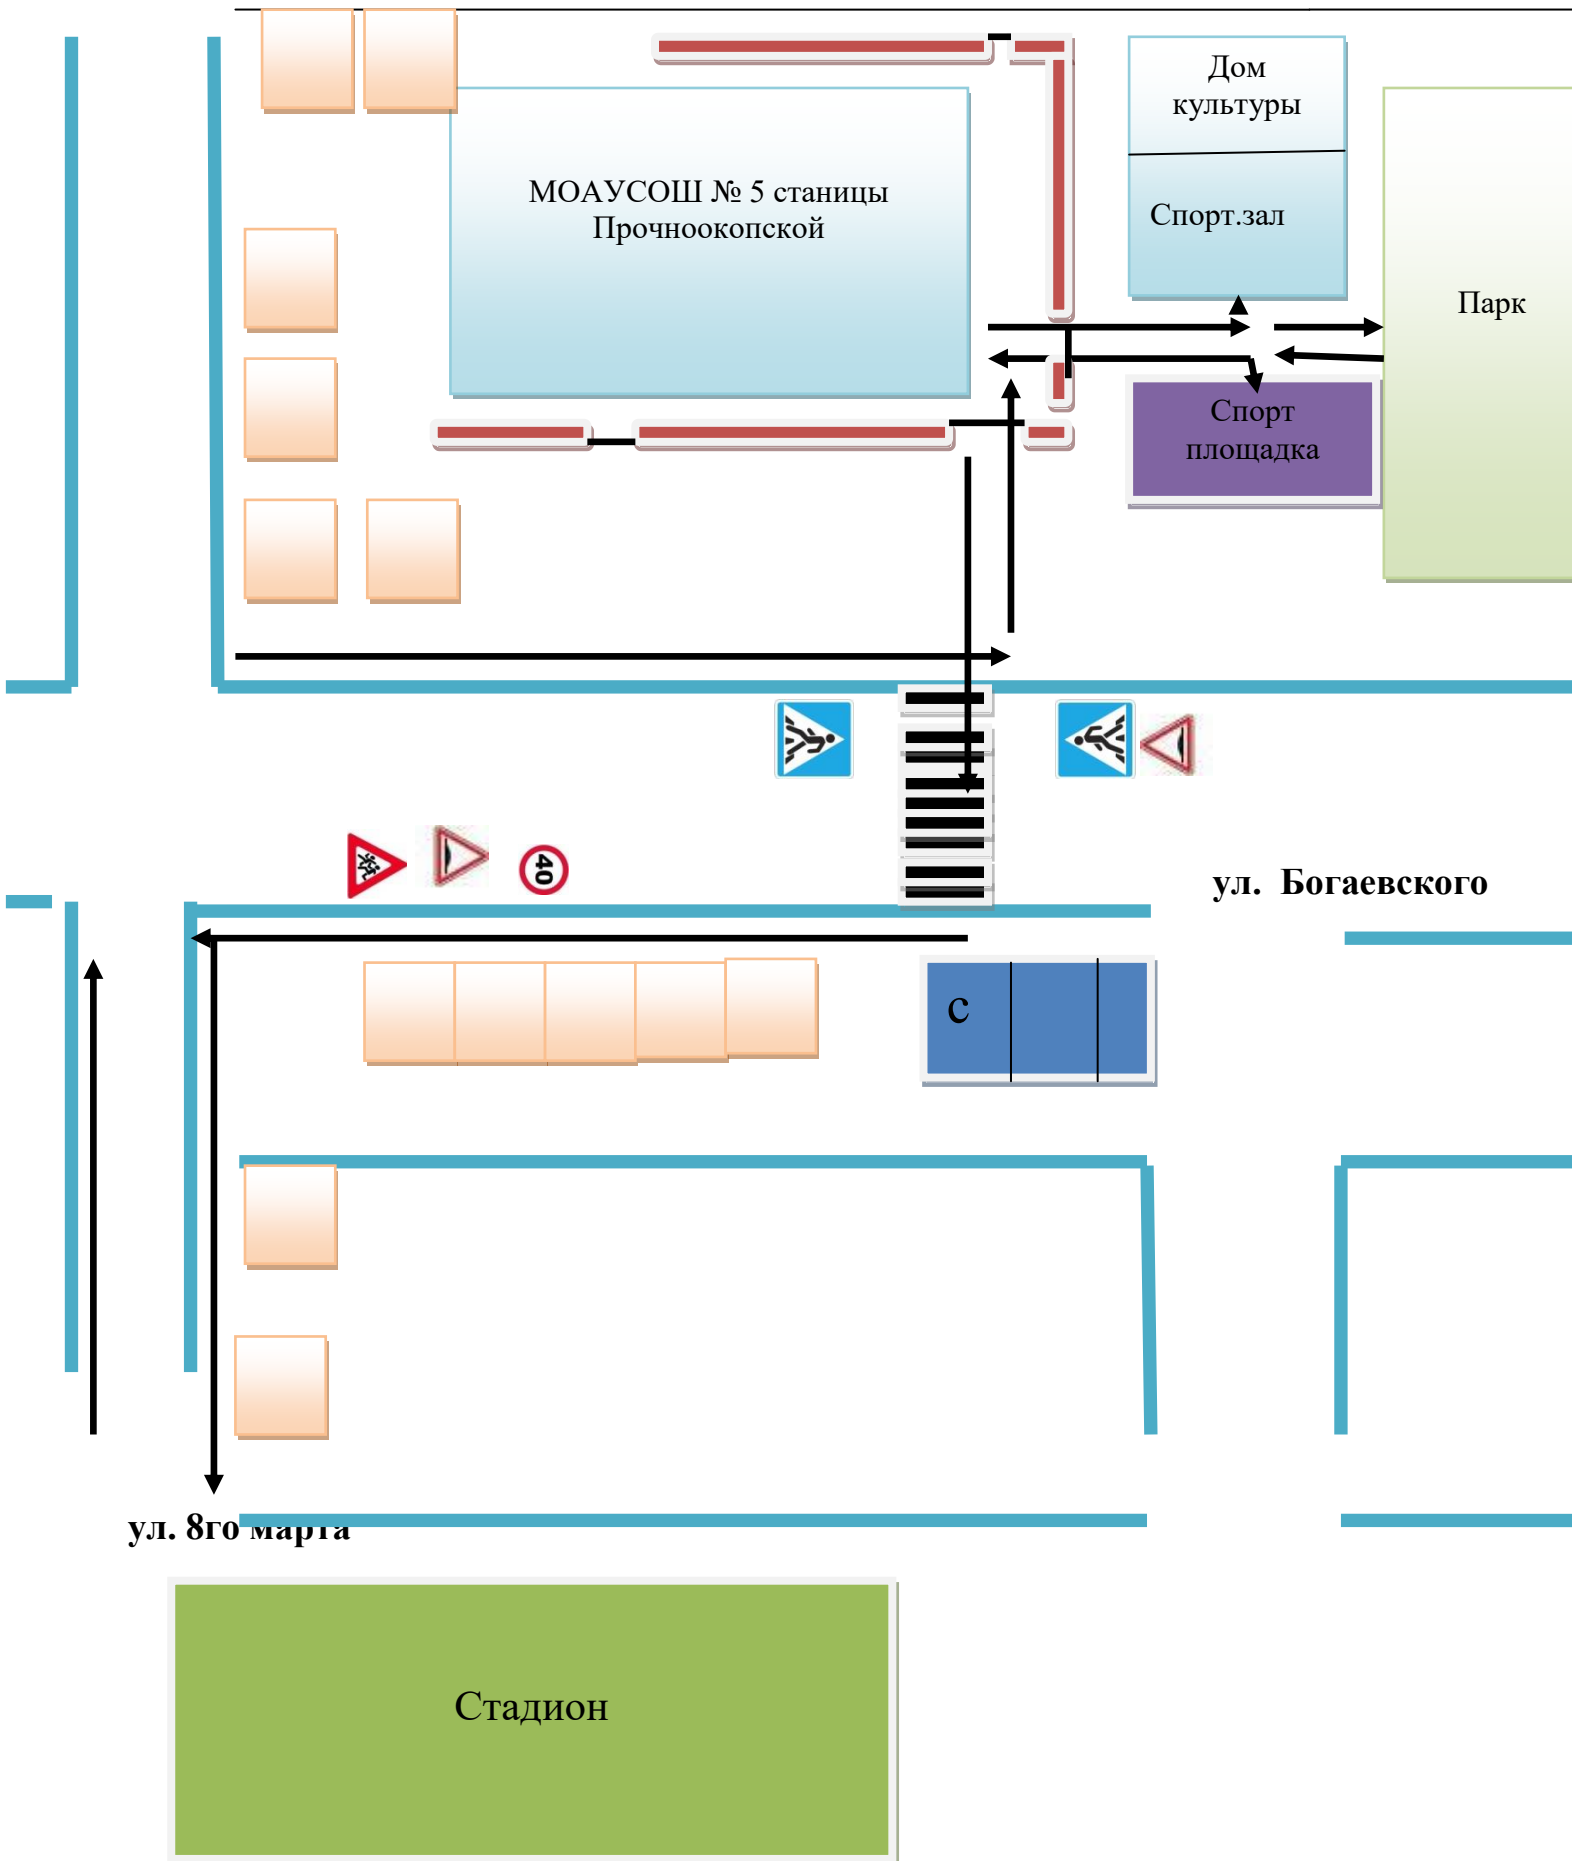 Дом
культуры
МОАУСОШ № 5 станицы
Прочноокопской
Спорт.зал
Парк
Спорт
площадка
40
ул. Богаевского
с
ул. 8го марта
Стадион